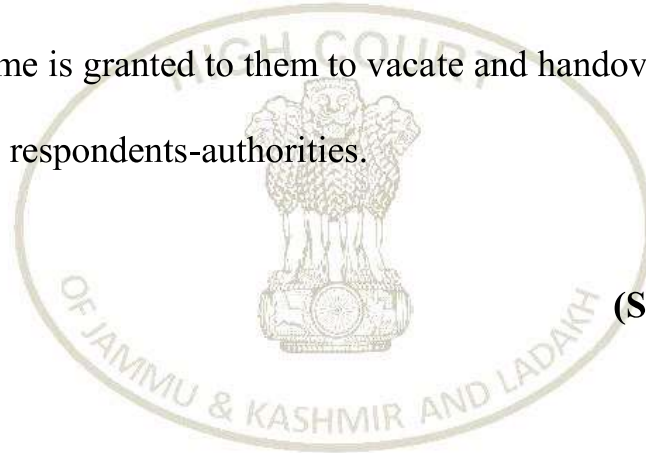 HIGH COURT
me is granted to them to vacate and handov
respondents-authorities.
(S
OF JAMMU & KASHMIR AND LADAKH